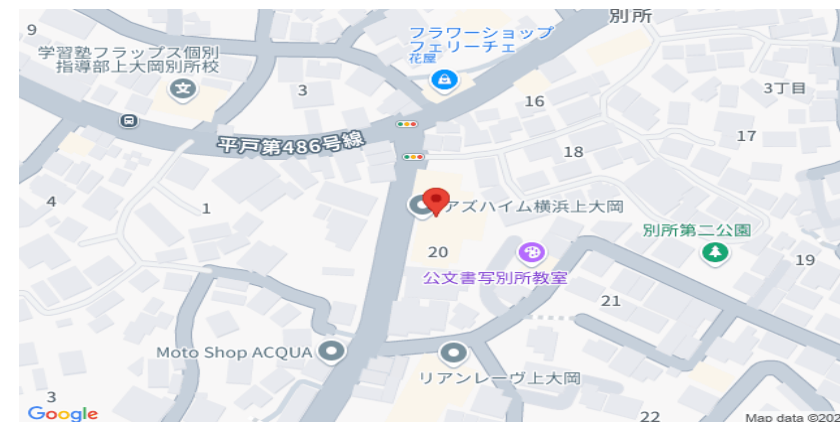 別所
9
フラワーショップ
フェリーチェ
花屋
学習塾フラップス個別
指導部上大岡別所校
3
3丁目
16
17
平戸第486号線
18
4
1
アズハイム横浜上大岡
別所第二公園
20
19
公文書写別所教室
21
Moto Shop ACQUA
リアンレーヴ上大岡
3
Google
22
Map data ©202